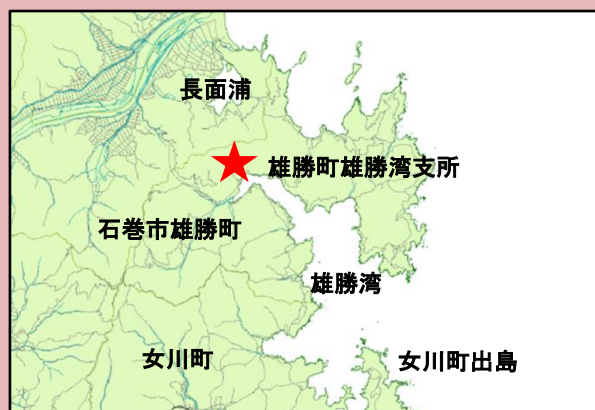 長面浦
雄勝町雄勝湾支所
石巻市雄勝町
雄勝湾
女川町
女川町出島